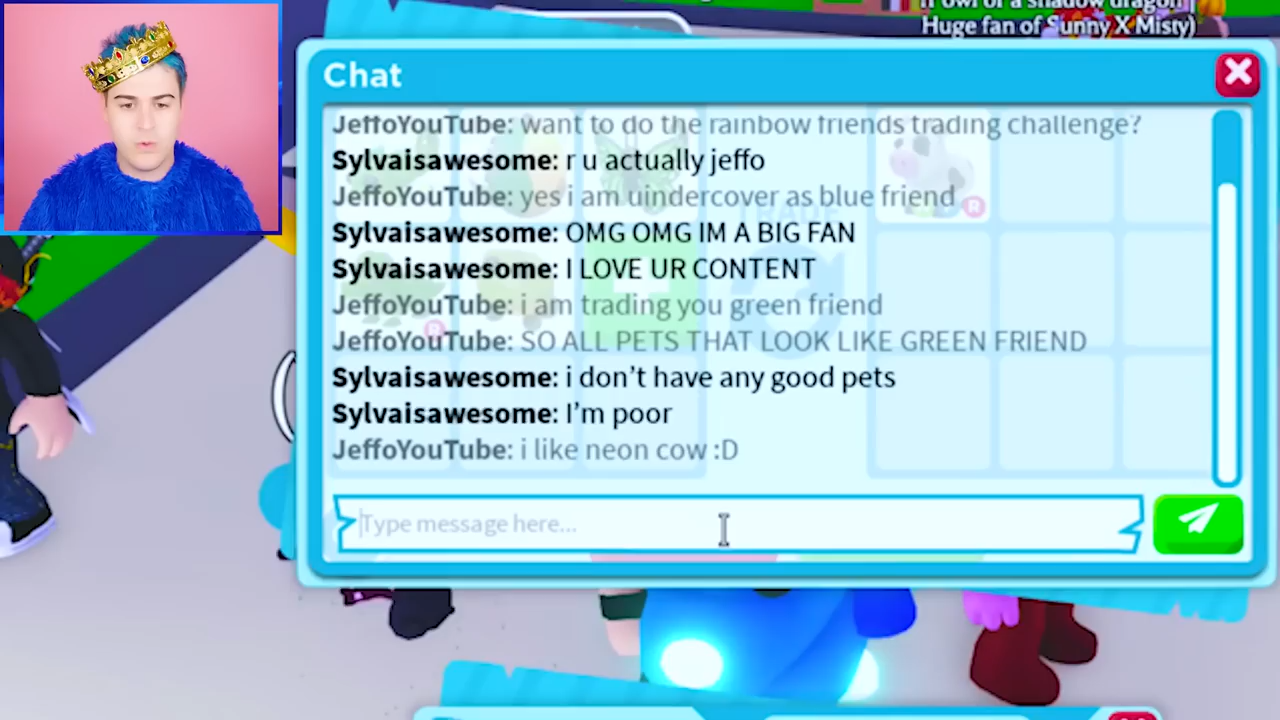 r owl or a shadow dragon |
Huge fan of Sunny X Misty)
Chat
JeffoYouTube: want to do the rainbow friends trading challenge?
Sylvaisawesome: r u actually jeffo
JeffoYouTube: yes i am uindercover as blue friend
Sylvaisawesome: OMG OMG IM A BIG FAN
Sylvaisawesome: I LOVE UR CONTENT
JeffoYouTube: i am trading you green friend
JeffoYouTube: SO ALL PETS THAT LOOK LIKE GREEN FRIEND
Sylvaisawesome: i don't have any good pets
Sylvaisawesome: I'm poor
JeffoYouTube: i like neon cow :D
Type message here...
TRADE
R
R